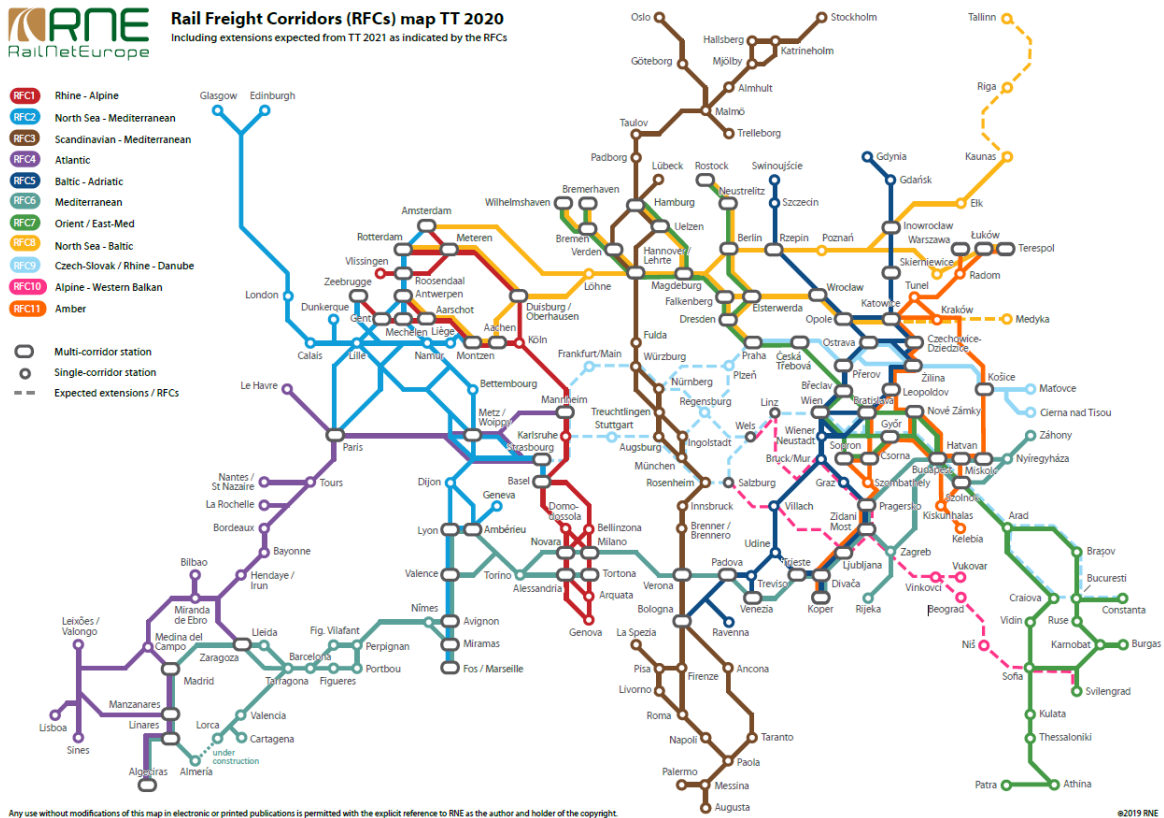 RNE
RailNetEurope
Rail Freight Corridors (RFCs) map TT 2020
Including extensions expected from TT 2021 as indicated by the RFCs
RFC1 Rhine - Alpine
RFC2 North Sea - Mediterranean
RFC3 Scandinavian - Mediterranean
RFC4 Atlantic
RFC5 Baltic - Adriatic
RFC6 Mediterranean
RFC7 Orient / East-Med
RFC8 North Sea - Baltic
RFC9 Czech-Slovak / Rhine - Danube
RFC10 Alpine - Western Balkan
RFC11 Amber
Multi-corridor station
Single-corridor station
Expected extensions / RFCs
Oslo
Stockholm
Tallinn
Hallsberg
Katrineholm
Göteborg
Mjölby
Almhult
Riga
Glasgow
Edinburgh
Malmö
Taulov
Trelleborg
Padborg
Lübeck
Rostock
Swinoujście
Gdynia
Kaunas
Gdańsk
Wilhelmshaven
Bremerhaven
Hamburg
Neustrelitz
Szczecin
Ełk
Amsterdam
Bremen
Uelzen
Inowrocław
Rotterdam
Meteren
Verden
Hannover /
Lehrte
Berlin
Rzepin
Poznań
Warszawa
Łuków
Terespol
Vlissingen
Roosendaal
Löhne
Magdeburg
Skierniewice
Radom
Zeebrugge
Antwerpen
Duisburg /
Oberhausen
Falkenberg
Elsterwerda
Wrocław
Katowice
Tunel
London
Dunkerque
Gent
Mechelen
Aarschot
Liège
Aachen
Dresden
Opole
Kraków
Medyka
Calais
Lille
Namur
Montzen
Köln
Fulda
Praha
Česká
Třebová
Ostrava
Czechowice-
Dziedzice
Frankfurt/Main
Würzburg
Plzeň
Přerov
Žilina
Košice
Maťovce
Le Havre
Bettembourg
Mannheim
Nürnberg
Regensburg
Břeclav
Leopoldov
Cierna nad Tisou
Metz /
Woippy
Karlsruhe
Treuchtlingen
Stuttgart
Linz
Wien
Bratislava
Nové Zámky
Paris
Strasbourg
Augsburg
Ingolstadt
Wels
Wiener
Neustadt
Sopron
Győr
Hatvan
Záhony
Basel
München
Bruck/Mur
Csorna
Budapest
Miskolc
Nyíregyháza
Nantes /
St Nazaire
Tours
Dijon
Geneva
Rosenheim
Salzburg
Graz
Szombathely
Szolnok
La Rochelle
Domo-
dossola
Bellinzona
Innsbruck
Villach
Pragersko
Kiskunhalas
Arad
Bordeaux
Lyon
Ambérieu
Novara
Milano
Brenner /
Brennero
Zidani
Most
Kelebia
Bayonne
Udine
Ljubljana
Zagreb
Brașov
Bilbao
Hendaye /
Irun
Valence
Torino
Alessandria
Tortona
Verona
Padova
Treviso
Trieste
Divača
Vukovar
Vinkovci
București
Miranda
de Ebro
Arquata
Venezia
Koper
Rijeka
Beograd
Craiova
Constanta
Leixões /
Valongo
Medina del
Campo
Lleida
Nîmes
Avignon
Genova
Bologna
Ravenna
Vidin
Ruse
Zaragoza
Fig. Vilafant
Perpignan
Miramas
La Spezia
Niš
Karnobat
Burgas
Barcelona
Madrid
Tarragona
Figueres
Portbou
Fos / Marseille
Pisa
Firenze
Ancona
Sofia
Svilengrad
Manzanares
Livorno
Lisboa
Linares
Lorca
Valencia
Roma
Kulata
Sines
Cartagena
Napoli
Taranto
Thessaloniki
under
construction
Algeciras
Almería
Paola
Palermo
Messina
Patra
Athina
Augusta
Any use without modifications of this map in electronic or printed publications is permitted with the explicit reference to RNE as the author and holder of the copyright.
©2019 RNE